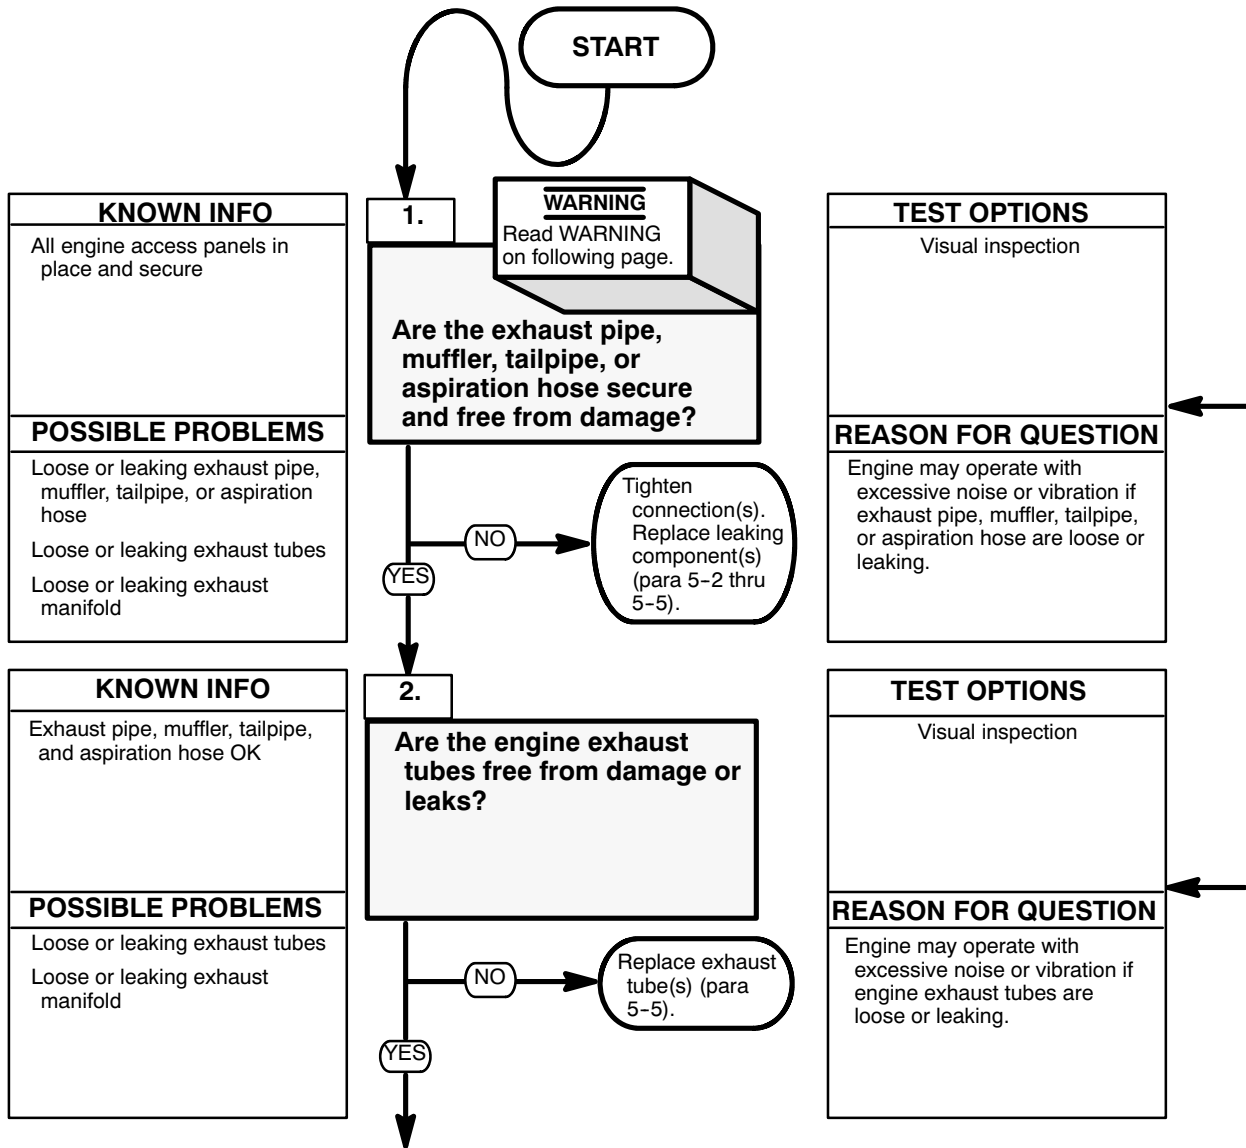 START
KNOWN INFO
All engine access panels in
place and secure
POSSIBLE PROBLEMS
Loose or leaking exhaust pipe,
muffler, tailpipe, or aspiration
hose
Loose or leaking exhaust tubes
Loose or leaking exhaust
manifold
1.
WARNING
Read WARNING
on following page.
Are the exhaust pipe,
muffler, tailpipe, or
aspiration hose secure
and free from damage?
NO
Tighten
connection(s).
Replace leaking
component(s)
(para 5-2 thru
5-5).
YES
TEST OPTIONS
Visual inspection
REASON FOR QUESTION
Engine may operate with
excessive noise or vibration if
exhaust pipe, muffler, tailpipe,
or aspiration hose are loose or
leaking.
KNOWN INFO
Exhaust pipe, muffler, tailpipe,
and aspiration hose OK
POSSIBLE PROBLEMS
Loose or leaking exhaust tubes
Loose or leaking exhaust
manifold
2.
Are the engine exhaust
tubes free from damage or
leaks?
NO
Replace exhaust
tube(s) (para
5-5).
YES
TEST OPTIONS
Visual inspection
REASON FOR QUESTION
Engine may operate with
excessive noise or vibration if
engine exhaust tubes are
loose or leaking.